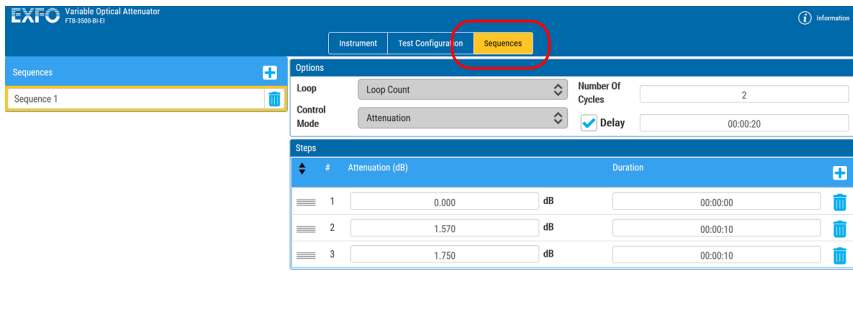 EXFO Variable Optical Attenuator
FTB-3500-BI-EI
Information
Instrument Test Configuration Sequences
Sequences
Sequence 1
Options
Loop Loop Count Number Of Cycles 2
Control Mode Attenuation Delay 00:00:20
Steps
# Attenuation (dB) Duration
1 0.000 dB 00:00:00
2 1.570 dB 00:00:10
3 1.750 dB 00:00:10